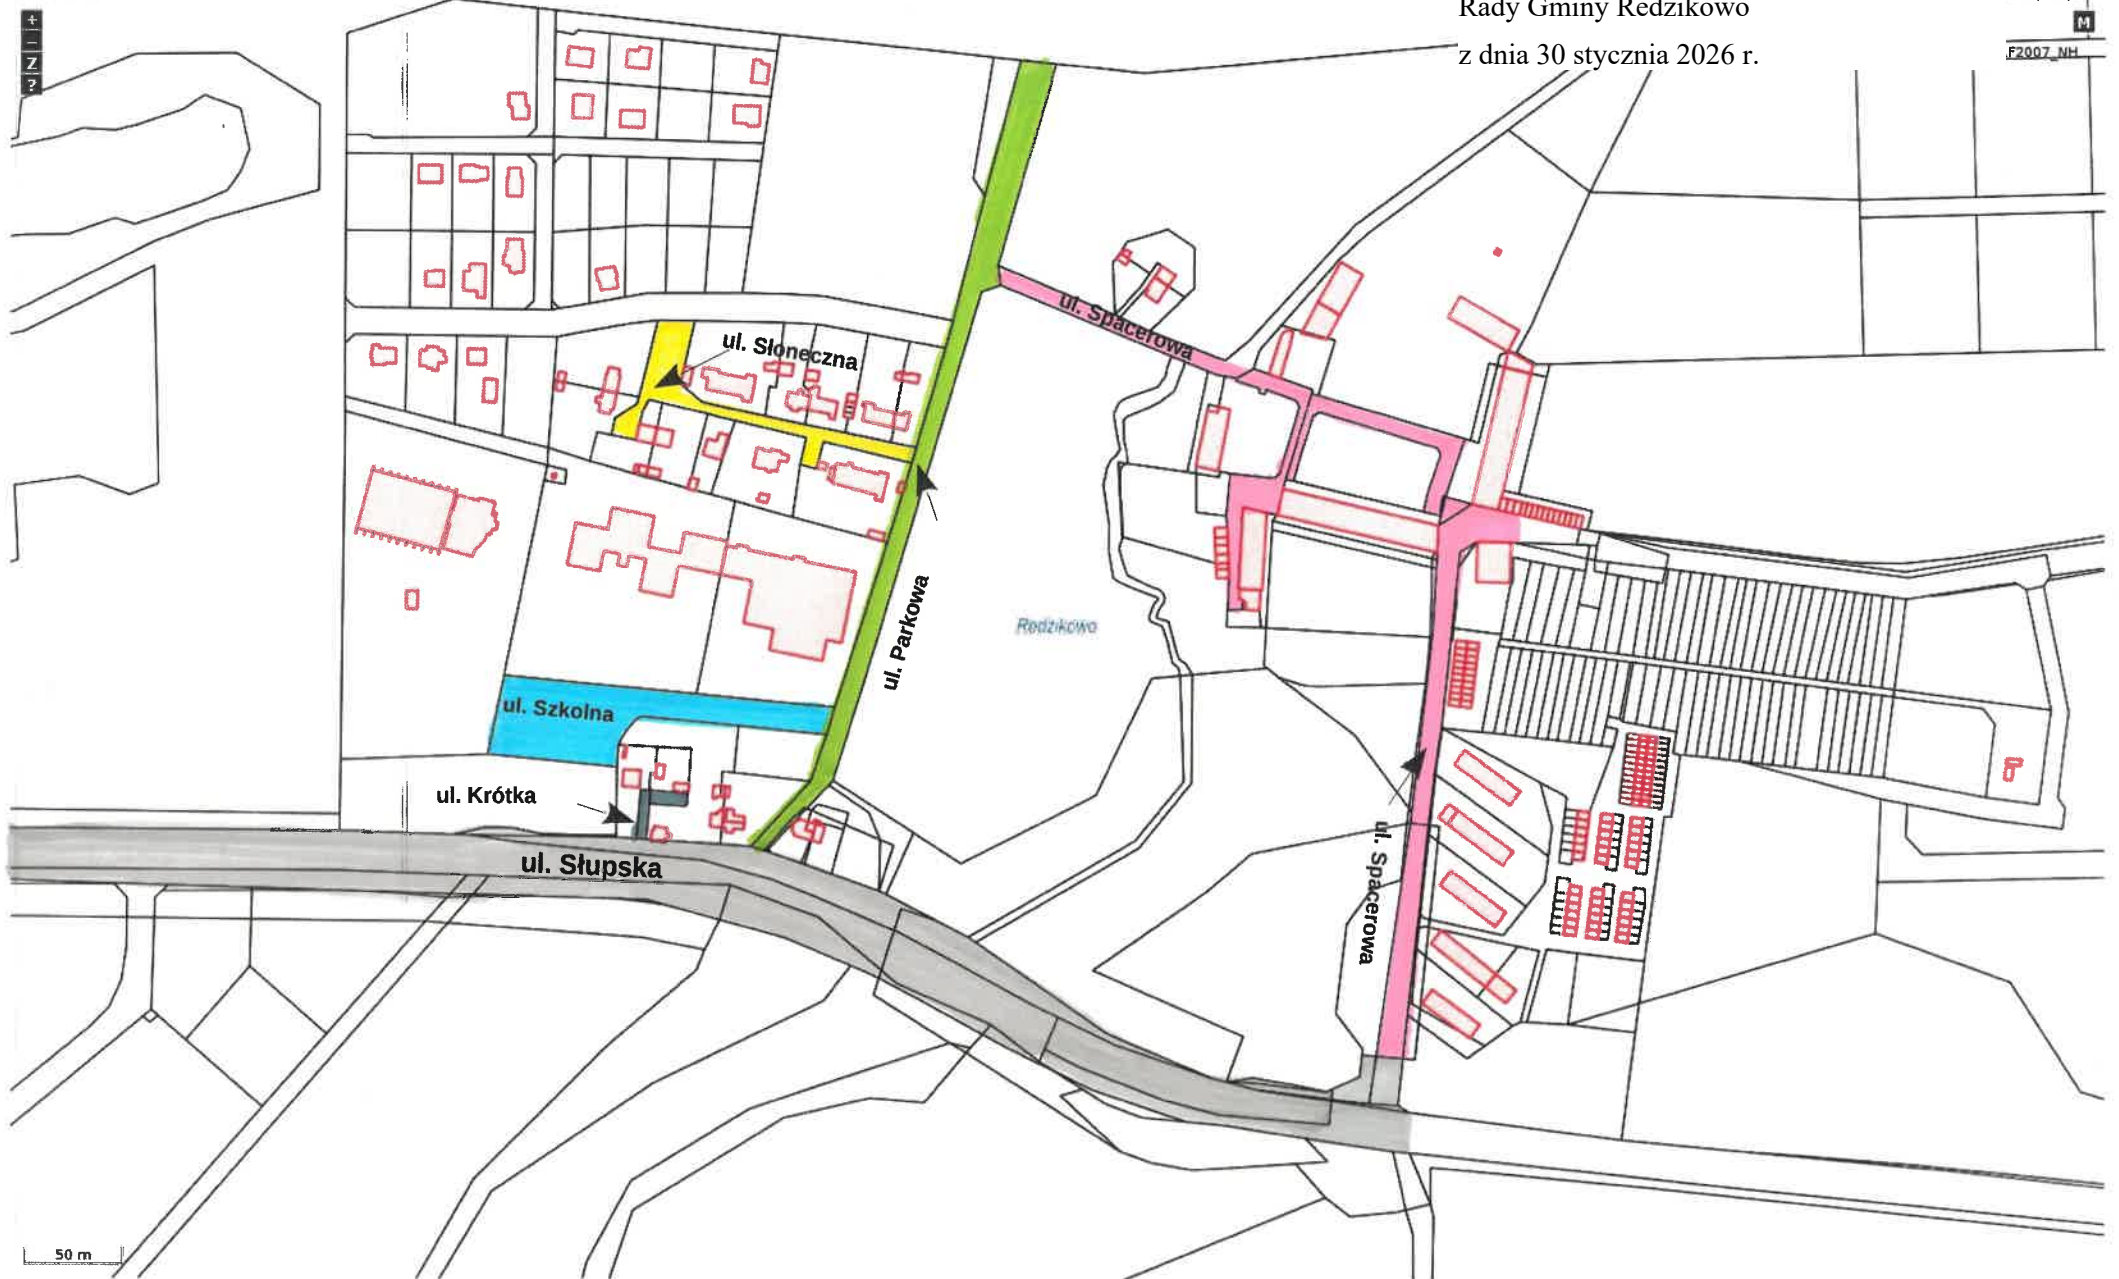 Rady Gminy Redzikowo
z dnia 30 stycznia 2026 r.
+
–
Z
?
M
F2007_NH
ul. Spacerowa
ul. Słoneczna
ul. Parkowa
Redzikowo
ul. Szkolna
ul. Krótka
ul. Słupska
ul. Spacerowa
50 m